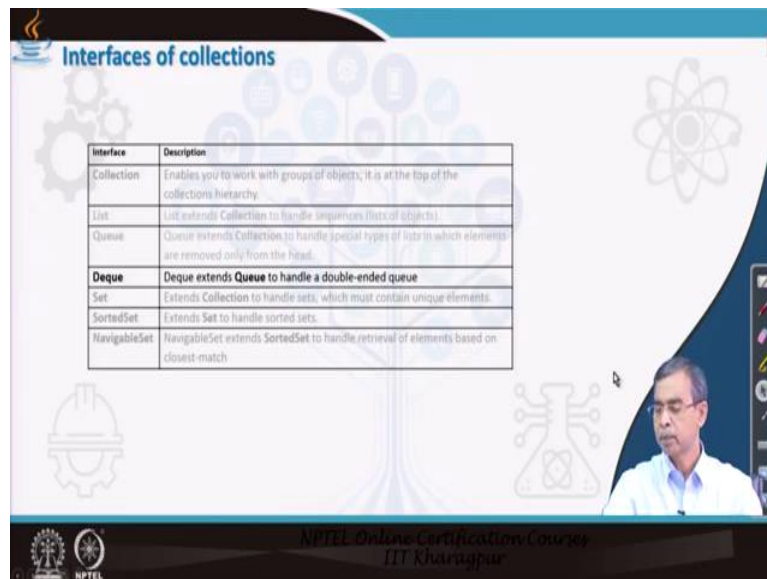 Interfaces of collections
Interface Description
Collection Enables you to work with groups of objects; it is at the top of the
collections hierarchy.
List List extends Collection to handle sequences (lists of objects).
Queue Queue extends Collection to handle special types of lists in which elements
are removed only from the head.
Deque Deque extends Queue to handle a double-ended queue
Set Extends Collection to handle sets, which must contain unique elements.
SortedSet Extends Set to handle sorted sets.
NavigableSet NavigableSet extends SortedSet to handle retrieval of elements based on
closest-match
NPTEL Online Certification Courses
IIT Kharagpur
NPTEL